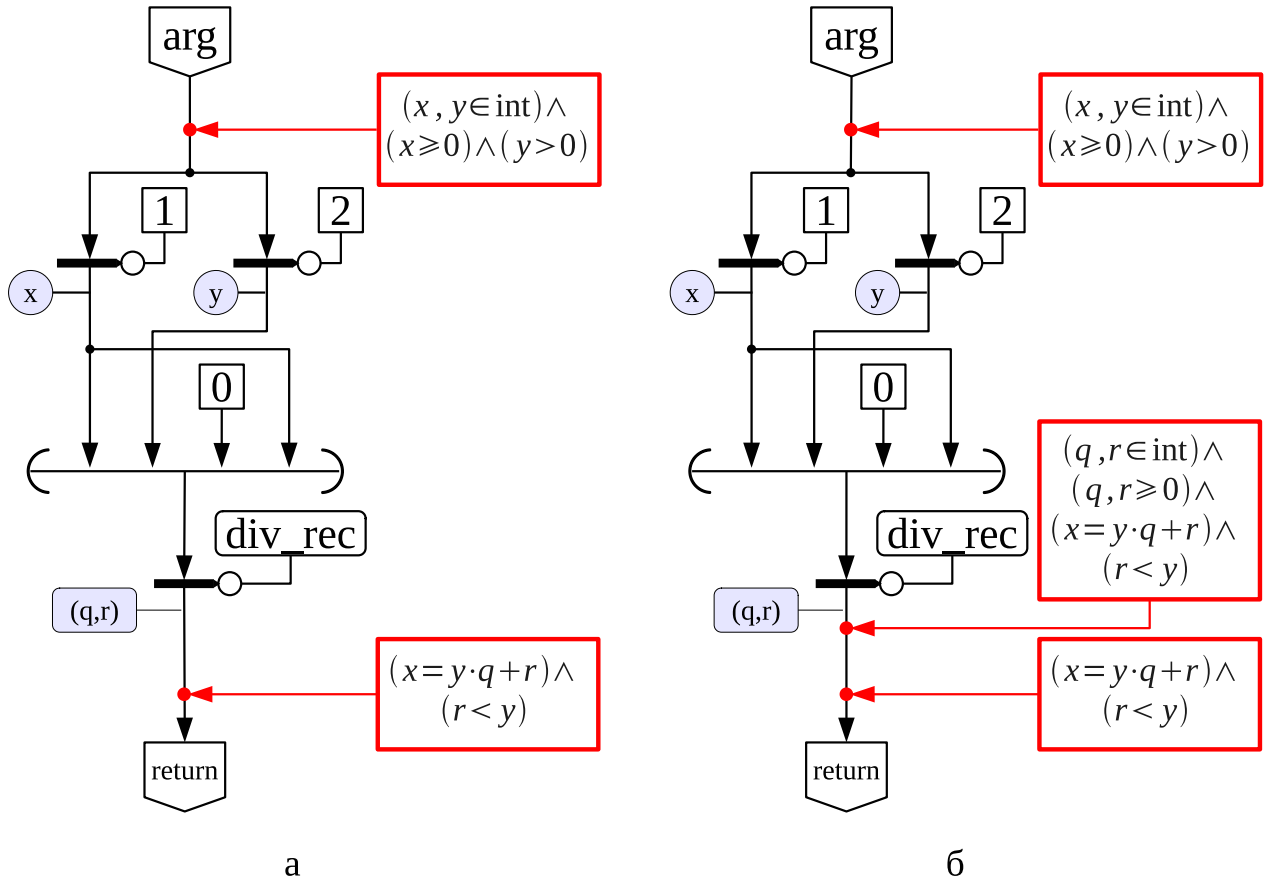 arg
(x, y∈int)∧
(x⩾0)∧(y>0)
1
2
x
y
0
div_rec
(q,r)
(x=y·q+r)∧
(r<y)
return
а
arg
(x, y∈int)∧
(x⩾0)∧(y>0)
1
2
x
y
0
(q,r∈int)∧
(q,r⩾0)∧
(x=y·q+r)∧
(r<y)
div_rec
(q,r)
(x=y·q+r)∧
(r<y)
return
б